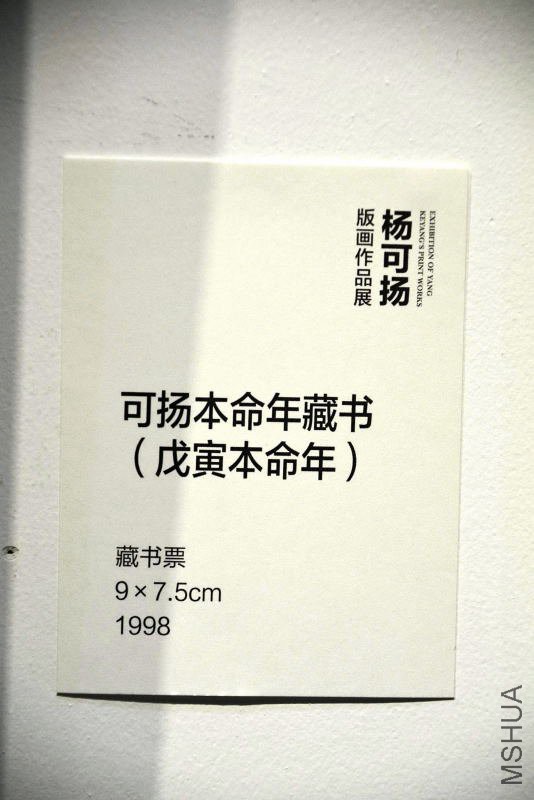 EXHIBITION OF YANG
KEYANG'S PRINT WORKS
杨可扬
版画作品展
可扬本命年藏书
（戊寅本命年）
藏书票
9×7.5cm
1998
MSHUA